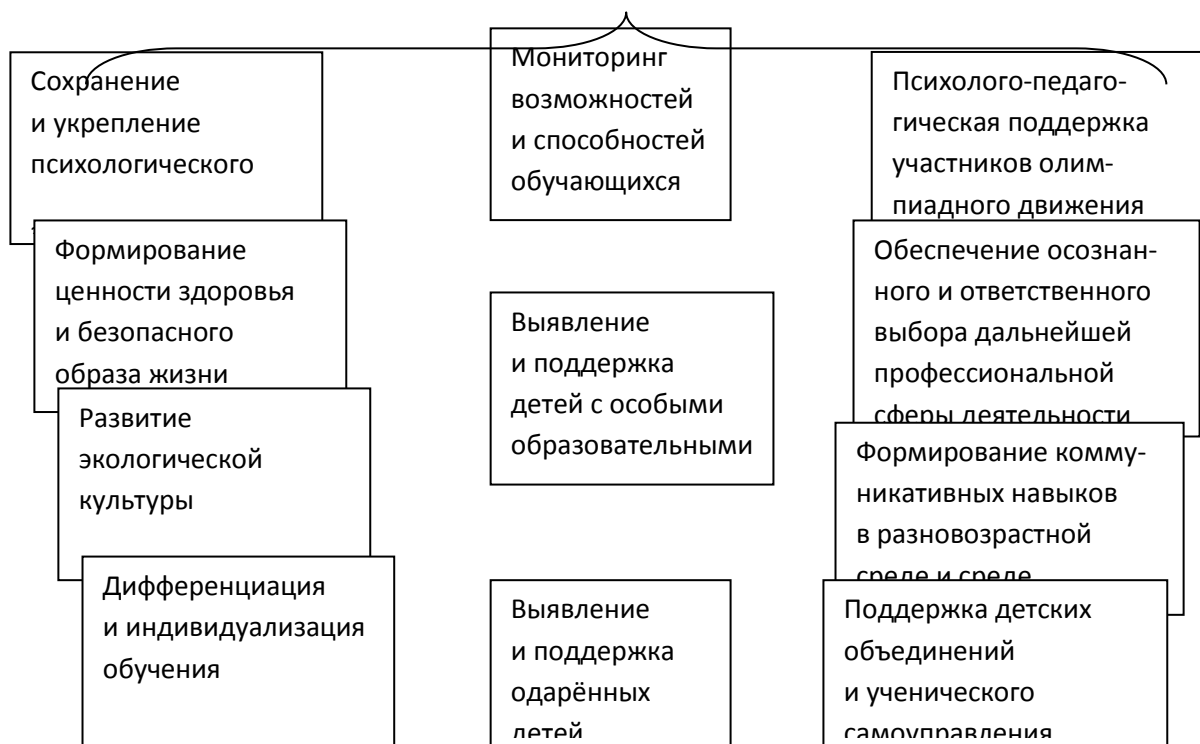 Сохранение
и укрепление
психологического
Формирование
ценности здоровья
и безопасного
образа жизни
Развитие
экологической
культуры
Дифференциация
и индивидуализация
обучения
Мониторинг
возможностей
и способностей
обучающихся
Выявление
и поддержка
детей с особыми
образовательными
Выявление
и поддержка
одарённых
детей
Психолого-педаго-
гическая поддержка
участников олим-
пиадного движения
Обеспечение осознан-
ного и ответственного
выбора дальнейшей
профессиональной
сферы деятельности
Формирование комму-
никативных навыков
в разновозрастной
среде и среде
Поддержка детских
объединений
и ученического
самоуправления